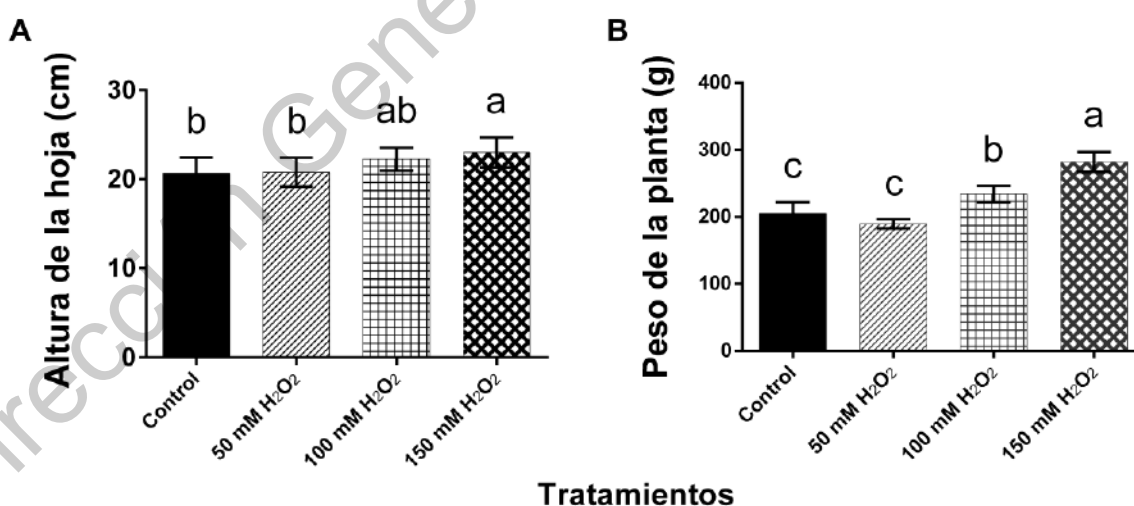 A
Altura de la hoja (cm)
30
20
10
0
b
b
ab
a
Control
50 mM H₂O₂
100 mM H₂O₂
150 mM H₂O₂
B
Peso de la planta (g)
400
300
200
100
0
c
c
b
a
Control
50 mM H₂O₂
100 mM H₂O₂
150 mM H₂O₂
Tratamientos